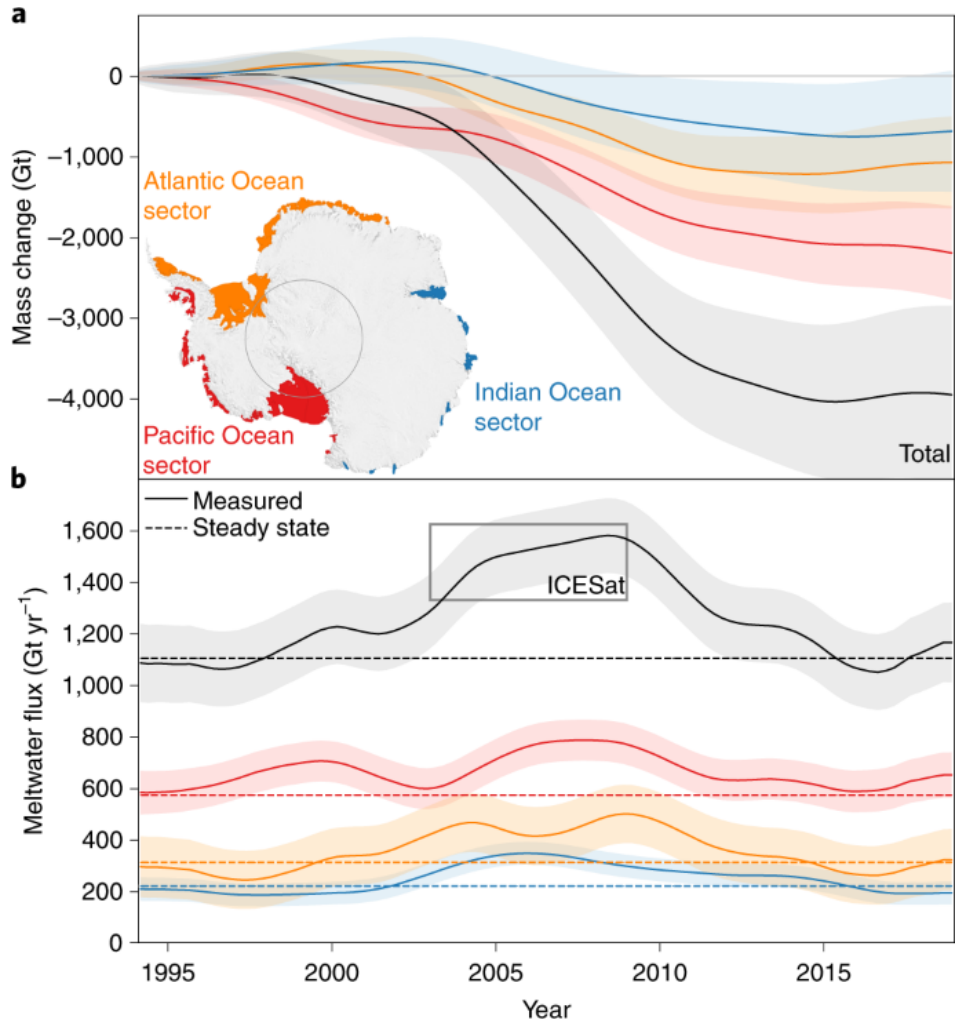 a
Mass change (Gt)
0
−1,000
−2,000
−3,000
−4,000
Atlantic Ocean
sector
Pacific Ocean
sector
Indian Ocean
sector
Total
b
Meltwater flux (Gt yr⁻¹)
Measured
Steady state
ICESat
1,600
1,400
1,200
1,000
800
600
400
200
0
1995
2000
2005
2010
2015
Year